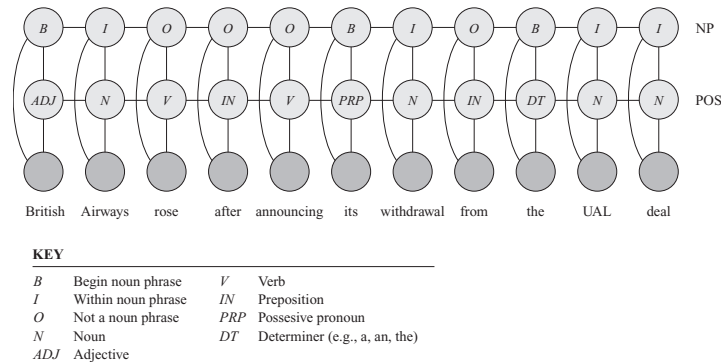 B I O O O B I O B I I NP
ADJ N V IN V PRP N IN DT N N POS
British Airways rose after announcing its withdrawal from the UAL deal
KEY
B Begin noun phrase V Verb
I Within noun phrase IN Preposition
O Not a noun phrase PRP Possesive pronoun
N Noun DT Determiner (e.g., a, an, the)
ADJ Adjective